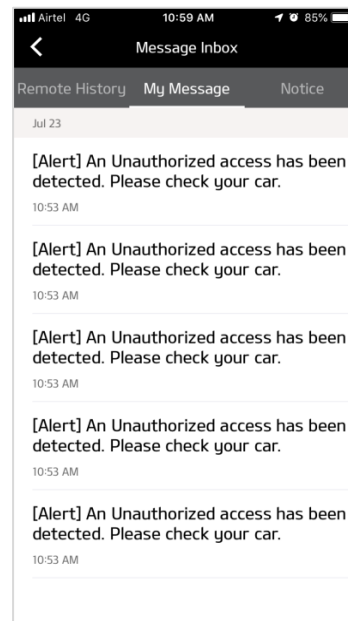 Airtel 4G 10:59 AM 85%
Message Inbox
Remote History My Message Notice
Jul 23
[Alert] An Unauthorized access has been
detected. Please check your car.
10:53 AM
[Alert] An Unauthorized access has been
detected. Please check your car.
10:53 AM
[Alert] An Unauthorized access has been
detected. Please check your car.
10:53 AM
[Alert] An Unauthorized access has been
detected. Please check your car.
10:53 AM
[Alert] An Unauthorized access has been
detected. Please check your car.
10:53 AM